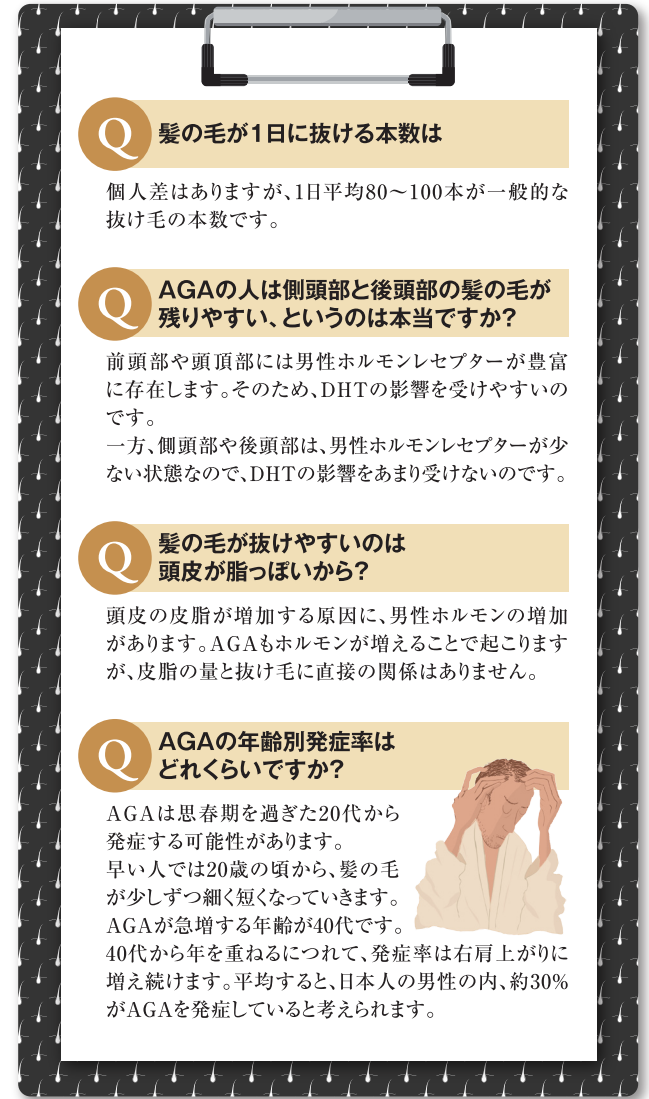 Q
髪の毛が1日に抜ける本数は
個人差はありますが、1日平均80〜100本が一般的な
抜け毛の本数です。
Q
AGAの人は側頭部と後頭部の髪の毛が
残りやすい、というのは本当ですか?
前頭部や頭頂部には男性ホルモンレセプターが豊富
に存在します。そのため、DHTの影響を受けやすいの
です。
一方、側頭部や後頭部は、男性ホルモンレセプターが少
ない状態なので、DHTの影響をあまり受けないのです。
Q
髪の毛が抜けやすいのは
頭皮が脂っぽいから?
頭皮の皮脂が増加する原因に、男性ホルモンの増加
があります。AGAもホルモンが増えることで起こります
が、皮脂の量と抜け毛に直接の関係はありません。
Q
AGAの年齢別発症率は
どれくらいですか?
AGAは思春期を過ぎた20代から
発症する可能性があります。
早い人では20歳の頃から、髪の毛
が少しずつ細く短くなっていきます。
AGAが急増する年齢が40代です。
40代から年を重ねるにつれて、発症率は右肩上がりに
増え続けます。平均すると、日本人の男性の内、約30%
がAGAを発症していると考えられます。